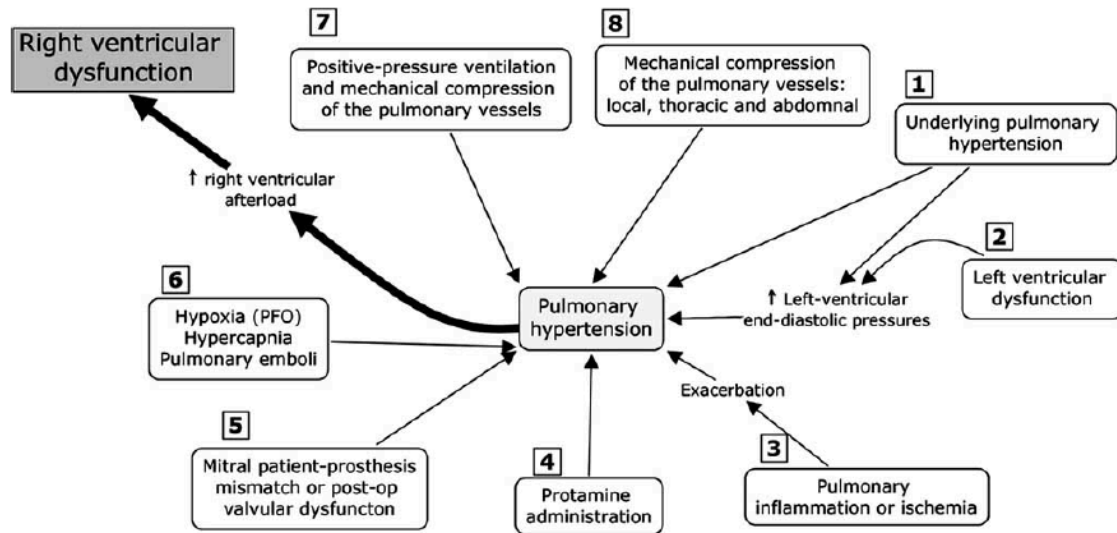 Right ventricular
dysfunction
7
Positive-pressure ventilation
and mechanical compression
of the pulmonary vessels
8
Mechanical compression
of the pulmonary vessels:
local, thoracic and abdomnal
1
Underlying pulmonary
hypertension
↑ right ventricular
afterload
2
Left ventricular
dysfunction
6
Hypoxia (PFO)
Hypercapnia
Pulmonary emboli
Pulmonary
hypertension
↑ Left-ventricular
end-diastolic pressures
Exacerbation
5
Mitral patient-prosthesis
mismatch or post-op
valvular dysfuncton
4
Protamine
administration
3
Pulmonary
inflammation or ischemia